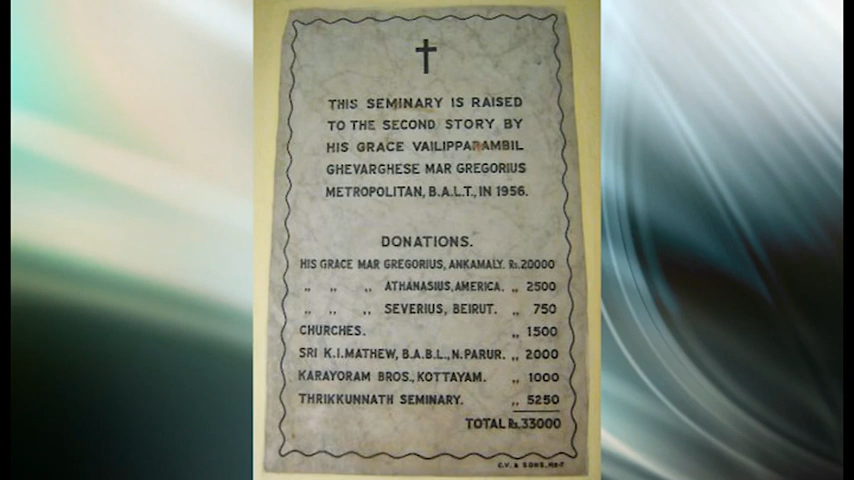 THIS SEMINARY IS RAISED
TO THE SECOND STORY BY
HIS GRACE VAILIPPARAMBIL
GHEVARGHESE MAR GREGORIUS
METROPOLITAN, B.A.L.T., IN 1956.
DONATIONS.
HIS GRACE MAR GREGORIUS, ANKAMALY. Rs. 20000
„ „ „ ATHANASIUS, AMERICA. „ 2500
„ „ „ SEVERIUS, BEIRUT. „ 750
CHURCHES. „ 1500
SRI K.I. MATHEW, B.A.B.L., N. PARUR. „ 2000
KARAYORAM BROS., KOTTAYAM. „ 1000
THRIKKUNNATH SEMINARY. „ 5250
TOTAL Rs. 33000
C.V. & SONS,